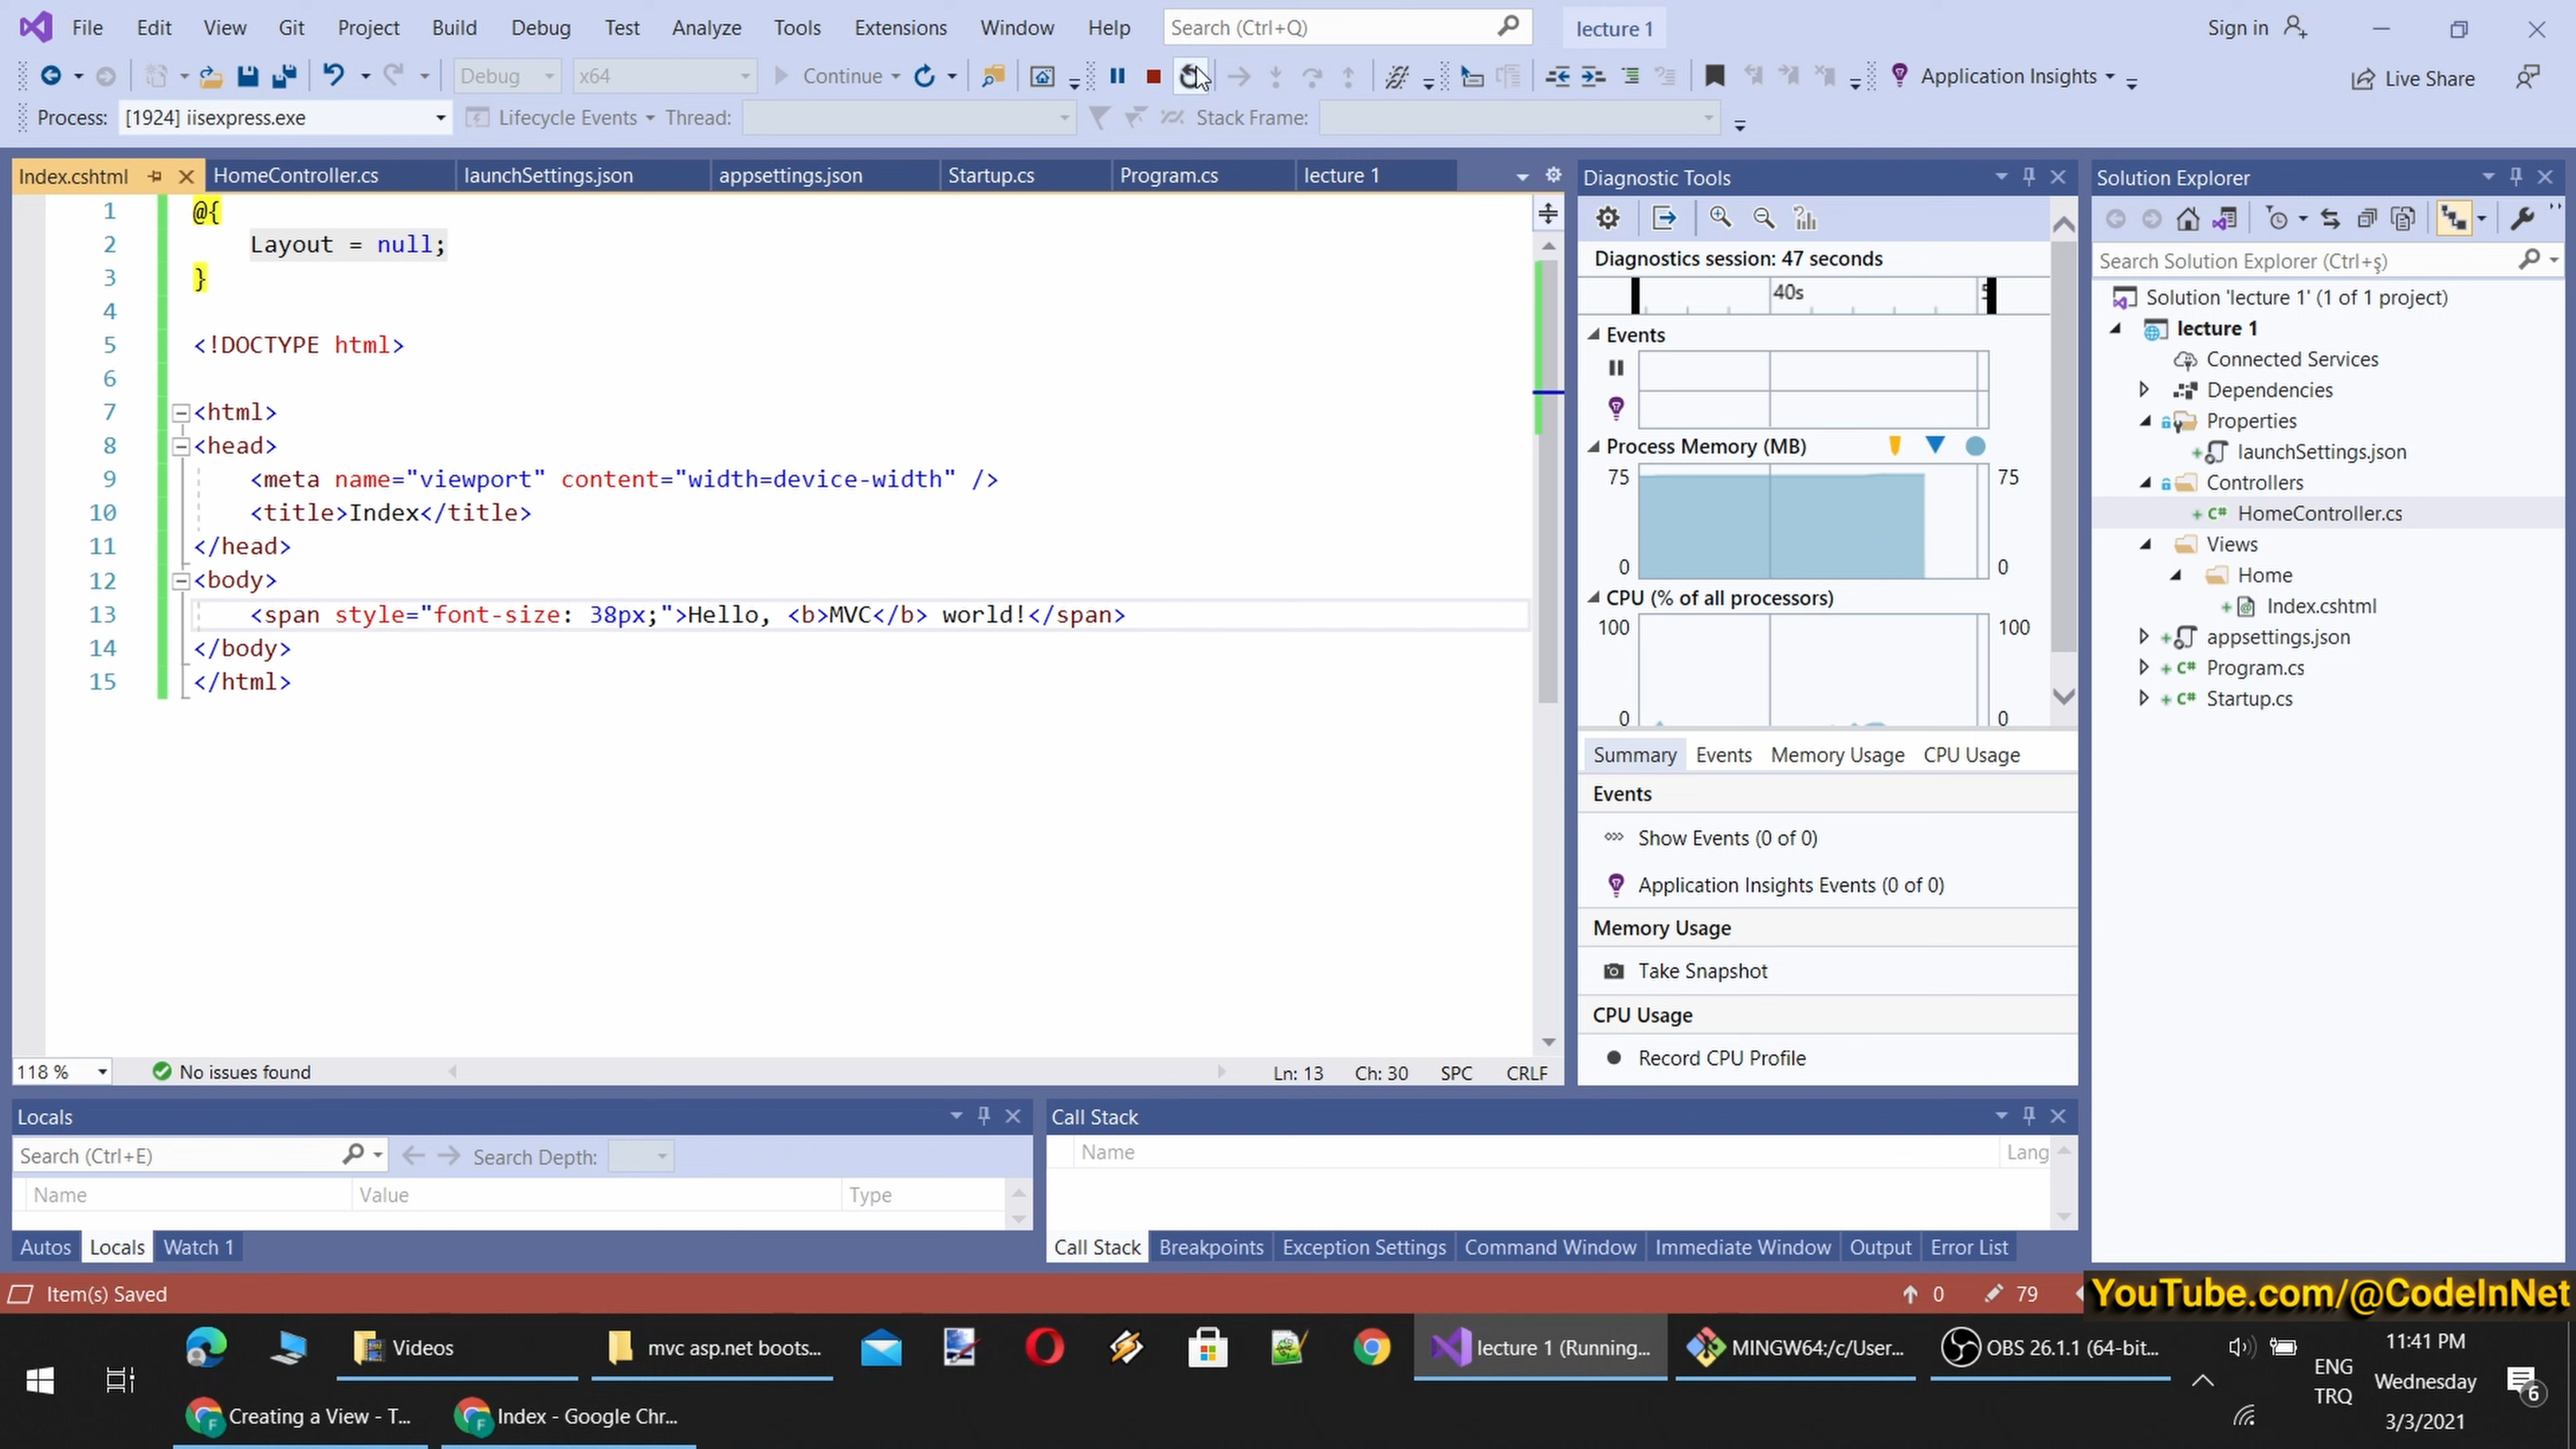 File Edit View Git Project Build Debug Test Analyze Tools Extensions Window Help Search (Ctrl+Q) lecture 1 Sign in
Debug x64 Continue Application Insights Live Share
Process: [1924] iisexpress.exe Lifecycle Events Thread: Stack Frame:
Index.cshtml HomeController.cs launchSettings.json appsettings.json Startup.cs Program.cs lecture 1
1 @{
2 Layout = null;
3 }
4
5 <!DOCTYPE html>
6
7 <html>
8 <head>
9 <meta name="viewport" content="width=device-width" />
10 <title>Index</title>
11 </head>
12 <body>
13 <span style="font-size: 38px;">Hello, <b>MVC</b> world!</span>
14 </body>
15 </html>
118 % No issues found Ln: 13 Ch: 30 SPC CRLF
Diagnostic Tools
Diagnostics session: 47 seconds
40s
Events
Process Memory (MB)
75 75
0 0
CPU (% of all processors)
100 100
0 0
Summary Events Memory Usage CPU Usage
Events
Show Events (0 of 0)
Application Insights Events (0 of 0)
Memory Usage
Take Snapshot
CPU Usage
Record CPU Profile
Solution Explorer
Search Solution Explorer (Ctrl+ş)
Solution 'lecture 1' (1 of 1 project)
lecture 1
Connected Services
Dependencies
Properties
launchSettings.json
Controllers
C# HomeController.cs
Views
Home
Index.cshtml
appsettings.json
C# Program.cs
C# Startup.cs
Locals
Search (Ctrl+E) Search Depth:
Name Value Type
Autos Locals Watch 1
Call Stack
Name Lang
Call Stack Breakpoints Exception Settings Command Window Immediate Window Output Error List
Item(s) Saved 0 79
YouTube.com/@CodeInNet
Videos mvc asp.net boots... lecture 1 (Running... MINGW64:/c/User... OBS 26.1.1 (64-bit...
Creating a View - T... Index - Google Chr...
ENG
TRQ
11:41 PM
Wednesday
3/3/2021
6